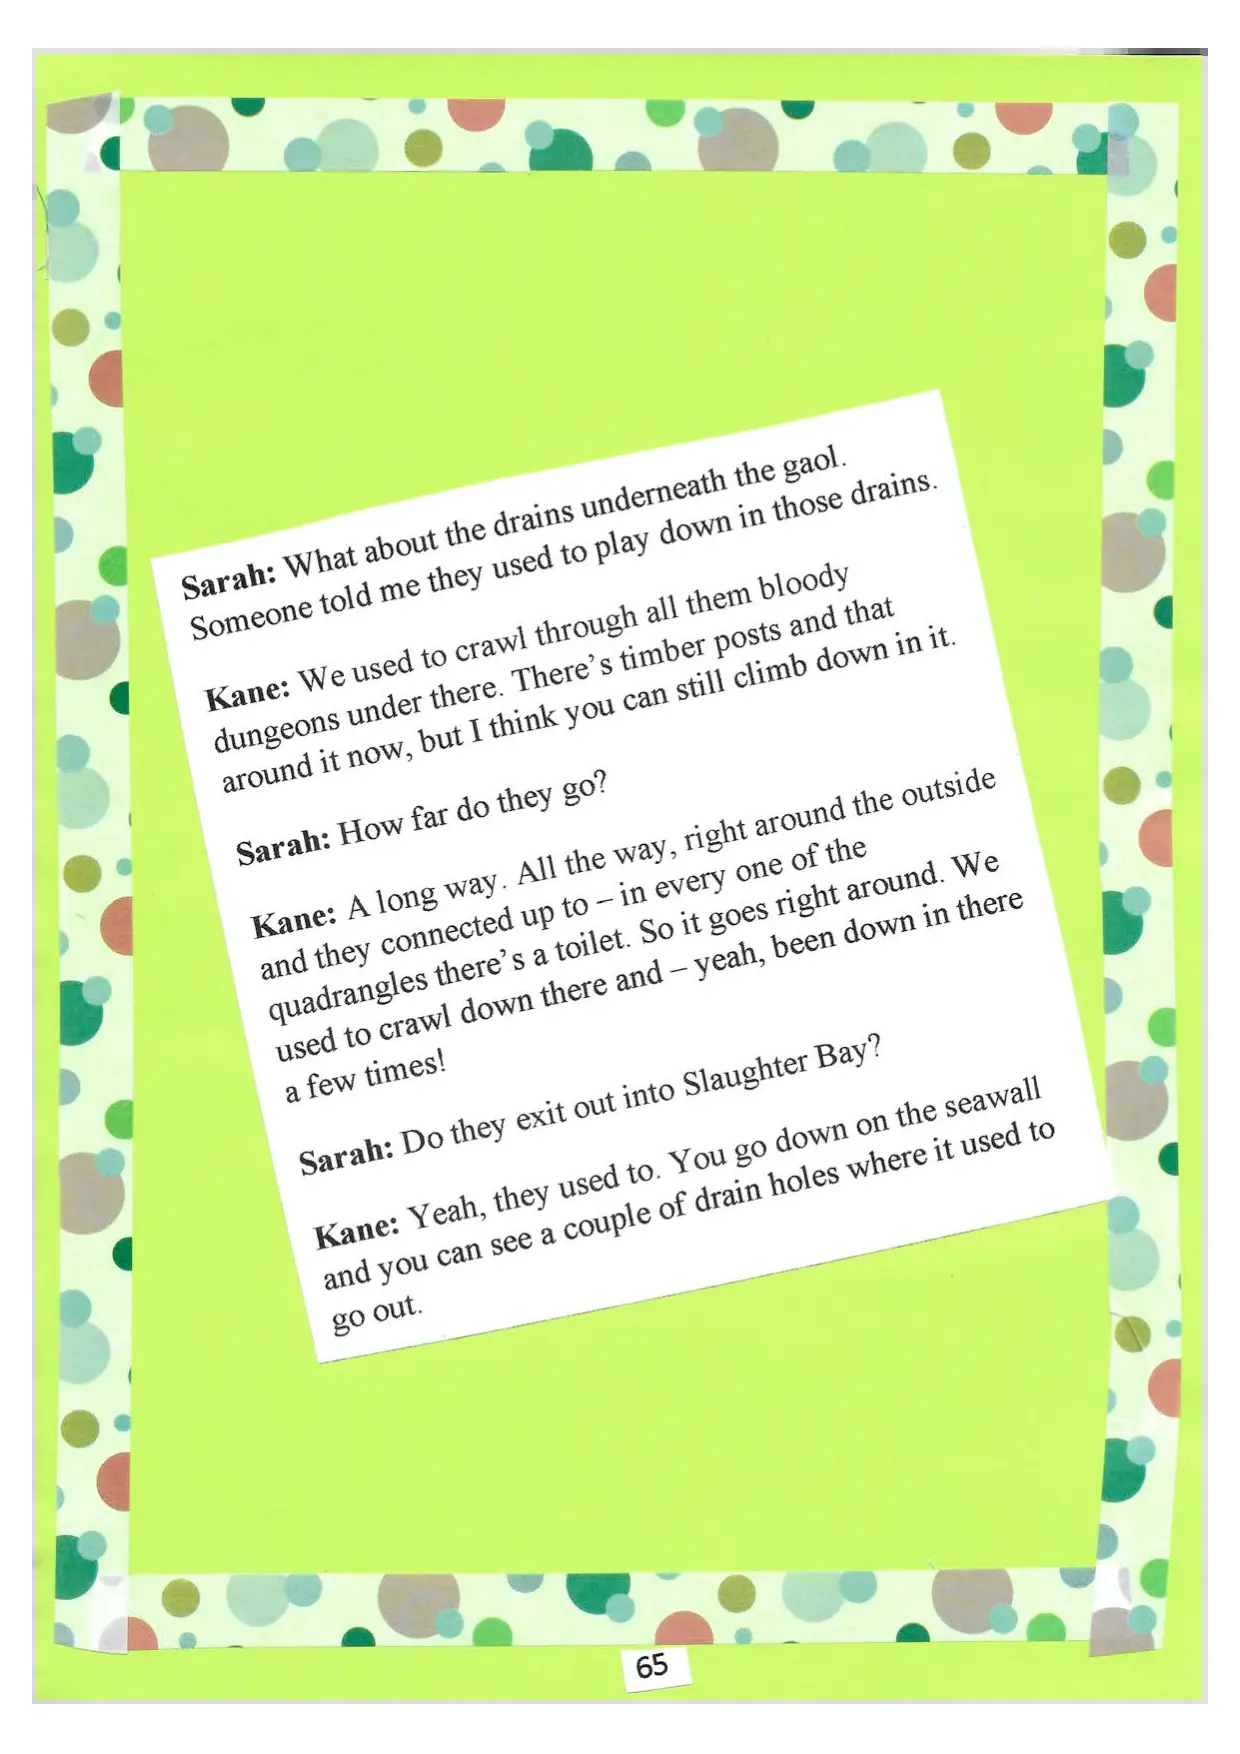 Sarah: What about the drains underneath the gaol.
Someone told me they used to play down in those drains.
Kane: We used to crawl through all them bloody
dungeons under there. There's timber posts and that
around it now, but I think you can still climb down in it.
Sarah: How far do they go?
Kane: A long way. All the way, right around the outside
and they connected up to – in every one of the
quadrangles there's a toilet. So it goes right around. We
used to crawl down there and – yeah, been down in there
a few times!
Sarah: Do they exit out into Slaughter Bay?
Kane: Yeah, they used to. You go down on the seawall
and you can see a couple of drain holes where it used to
go out.
65